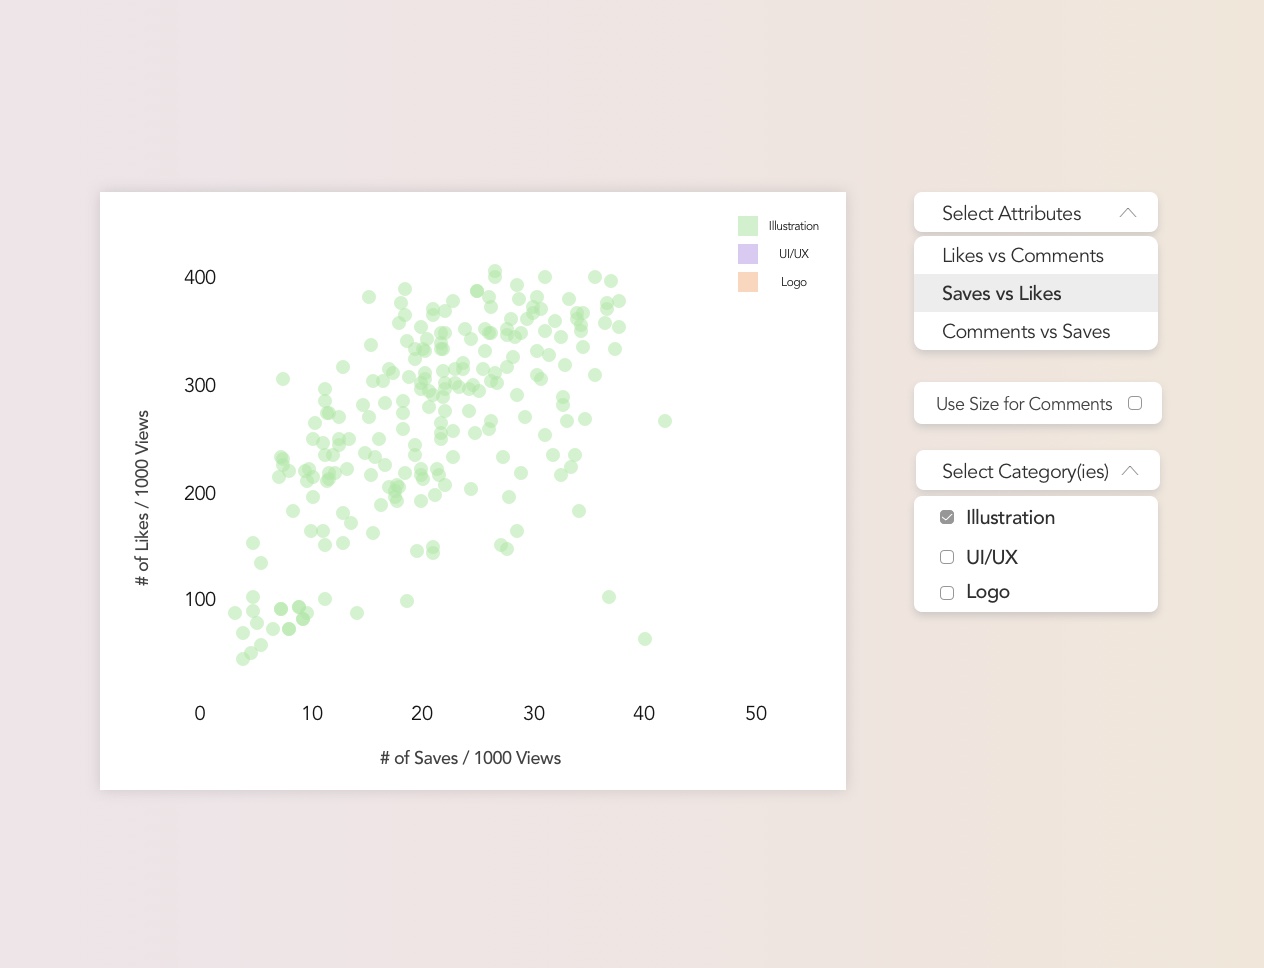 Illustration
UI/UX
Logo
400
300
200
100
# of Likes / 1000 Views
0 10 20 30 40 50
# of Saves / 1000 Views
Select Attributes
Likes vs Comments
Saves vs Likes
Comments vs Saves
Use Size for Comments
Select Category(ies)
Illustration
UI/UX
Logo